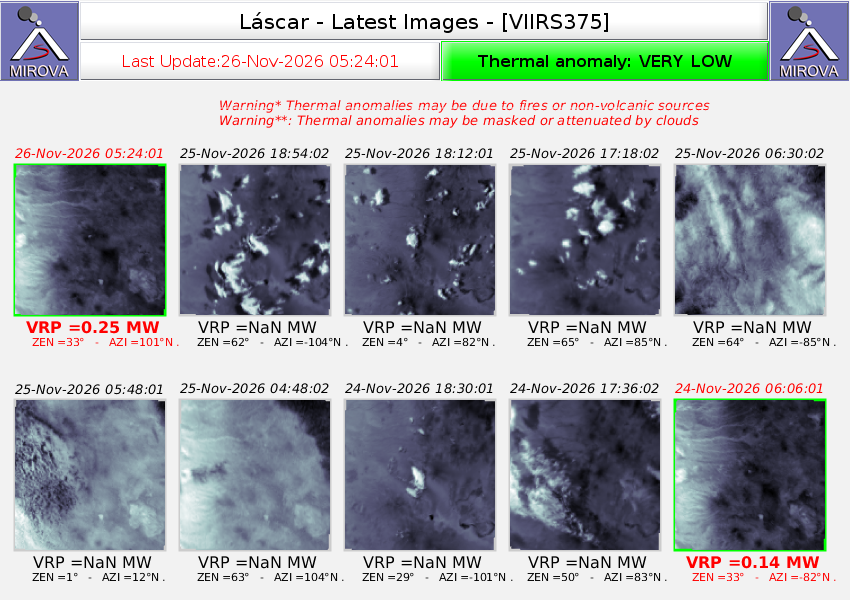 Láscar - Latest Images - [VIIRS375]
MIROVA
Last Update:26-Nov-2026 05:24:01
Thermal anomaly: VERY LOW
MIROVA
Warning* Thermal anomalies may be due to fires or non-volcanic sources
Warning**: Thermal anomalies may be masked or attenuated by clouds
26-Nov-2026 05:24:01 25-Nov-2026 18:54:02 25-Nov-2026 18:12:01 25-Nov-2026 17:18:02 25-Nov-2026 06:30:02
VRP =0.25 MW VRP =NaN MW VRP =NaN MW VRP =NaN MW VRP =NaN MW
ZEN =33° - AZI =101°N . ZEN =62° - AZI =-104°N . ZEN =4° - AZI =82°N . ZEN =65° - AZI =85°N . ZEN =64° - AZI =-85°N .
25-Nov-2026 05:48:01 25-Nov-2026 04:48:02 24-Nov-2026 18:30:01 24-Nov-2026 17:36:02 24-Nov-2026 06:06:01
VRP =NaN MW VRP =NaN MW VRP =NaN MW VRP =NaN MW VRP =0.14 MW
ZEN =1° - AZI =12°N . ZEN =63° - AZI =104°N . ZEN =29° - AZI =-101°N . ZEN =50° - AZI =83°N . ZEN =33° - AZI =-82°N .